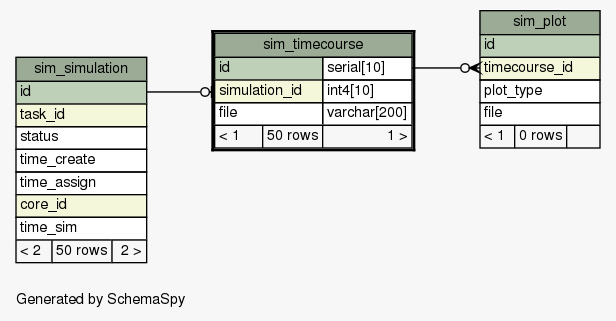 sim_simulation
id
task_id
status
time_create
time_assign
core_id
time_sim
< 2 50 rows 2 >
sim_timecourse
id serial[10]
simulation_id int4[10]
file varchar[200]
< 1 50 rows 1 >
sim_plot
id
timecourse_id
plot_type
file
< 1 0 rows
Generated by SchemaSpy